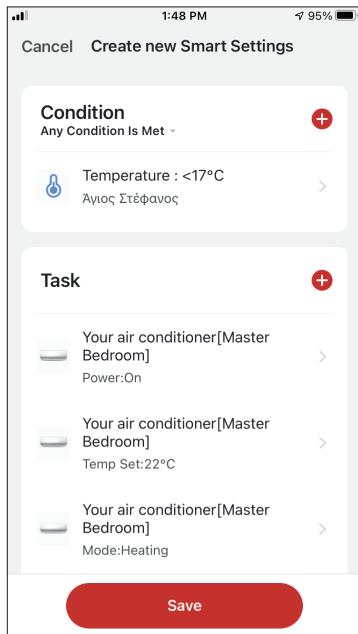 1:48 PM
95%
Cancel Create new Smart Settings
Condition
Any Condition Is Met
Temperature : <17°C
Άγιος Στέφανος
Task
Your air conditioner[Master
Bedroom]
Power:On
Your air conditioner[Master
Bedroom]
Temp Set:22°C
Your air conditioner[Master
Bedroom]
Mode:Heating
Save